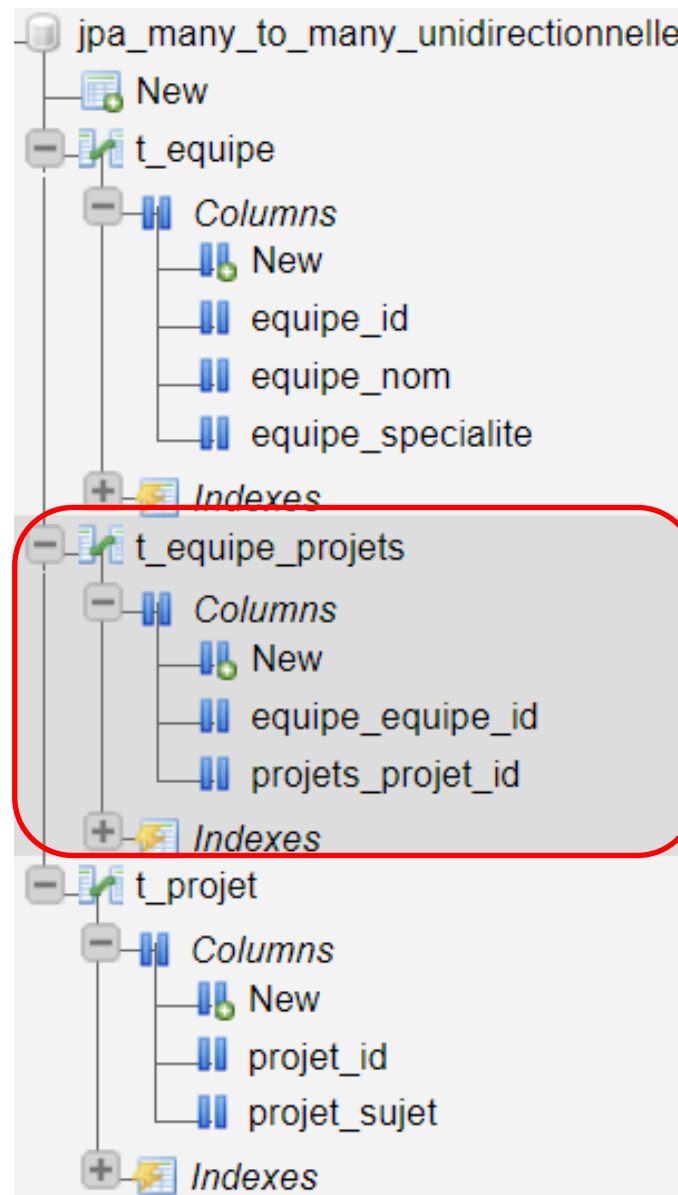 jpa_many_to_many_unidirectionnelle
New
t_equipe
Columns
New
equipe_id
equipe_nom
equipe_specialite
Indexes
t_equipe_projets
Columns
New
equipe_equipe_id
projets_projet_id
Indexes
t_projet
Columns
New
projet_id
projet_sujet
Indexes